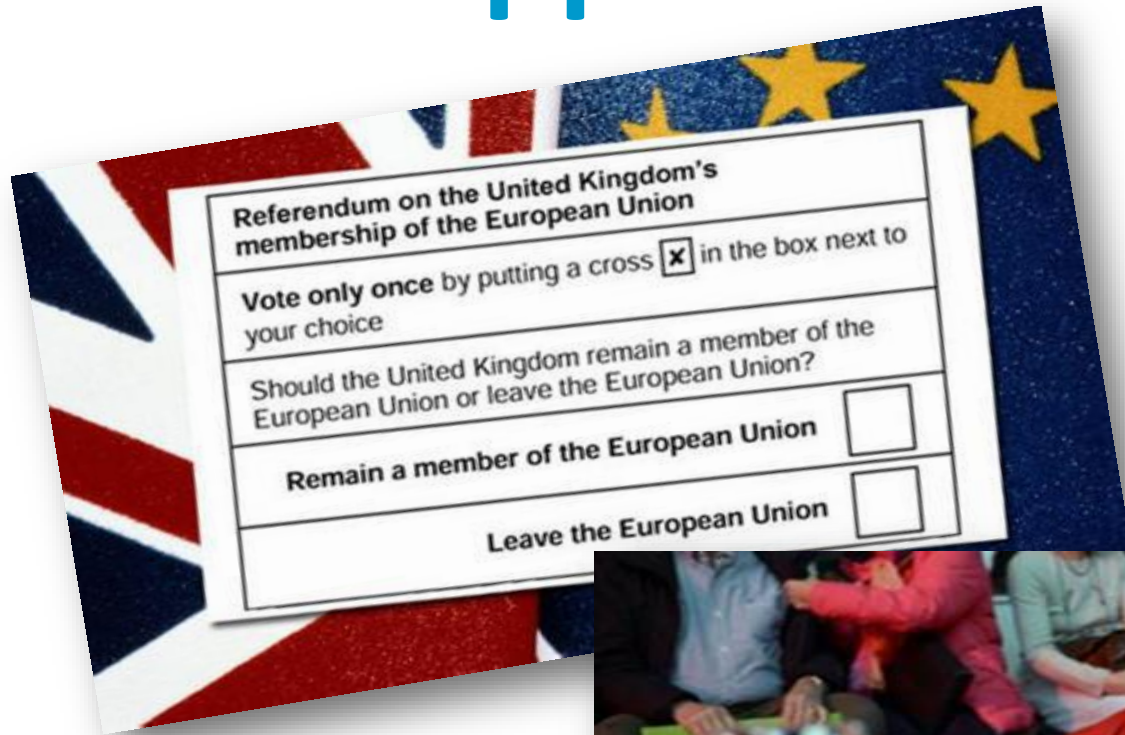 Referendum on the United Kingdom's
membership of the European Union
Vote only once by putting a cross ☒ in the box next to
your choice
Should the United Kingdom remain a member of the
European Union or leave the European Union?
Remain a member of the European Union
Leave the European Union